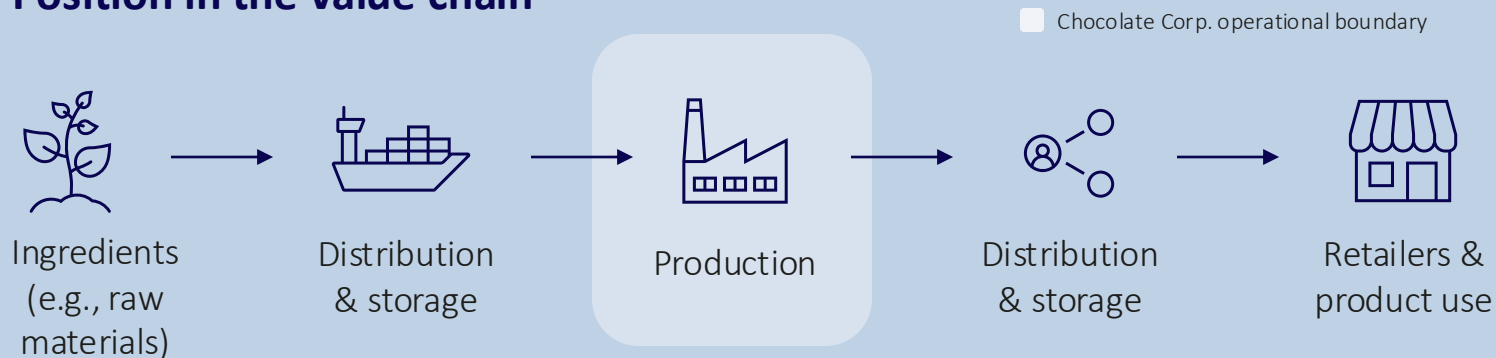 Position in the value chain
Chocolate Corp. operational boundary
Ingredients
(e.g., raw
materials)
Distribution
& storage
Production
Distribution
& storage
Retailers &
product use